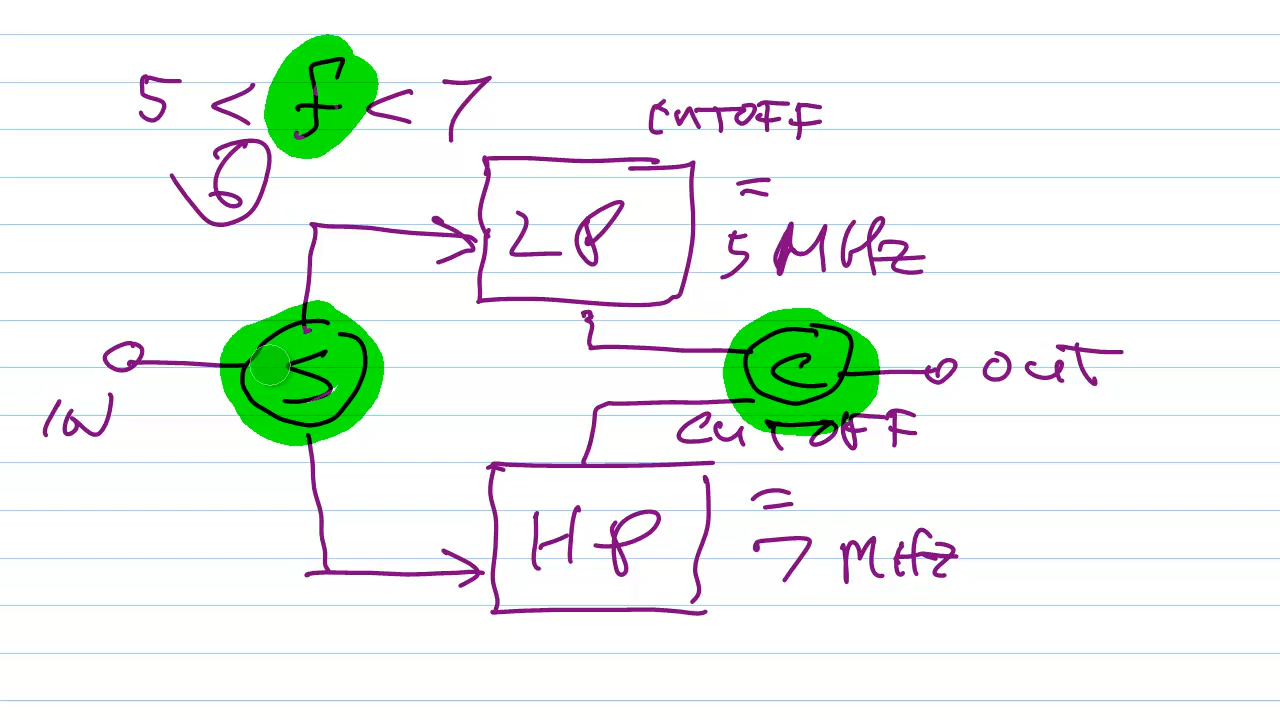 5 < f < 7
6
CUTOFF
=
5 MHz
LP
IN
S
C
OUT
CUTOFF
=
7 MHz
HP